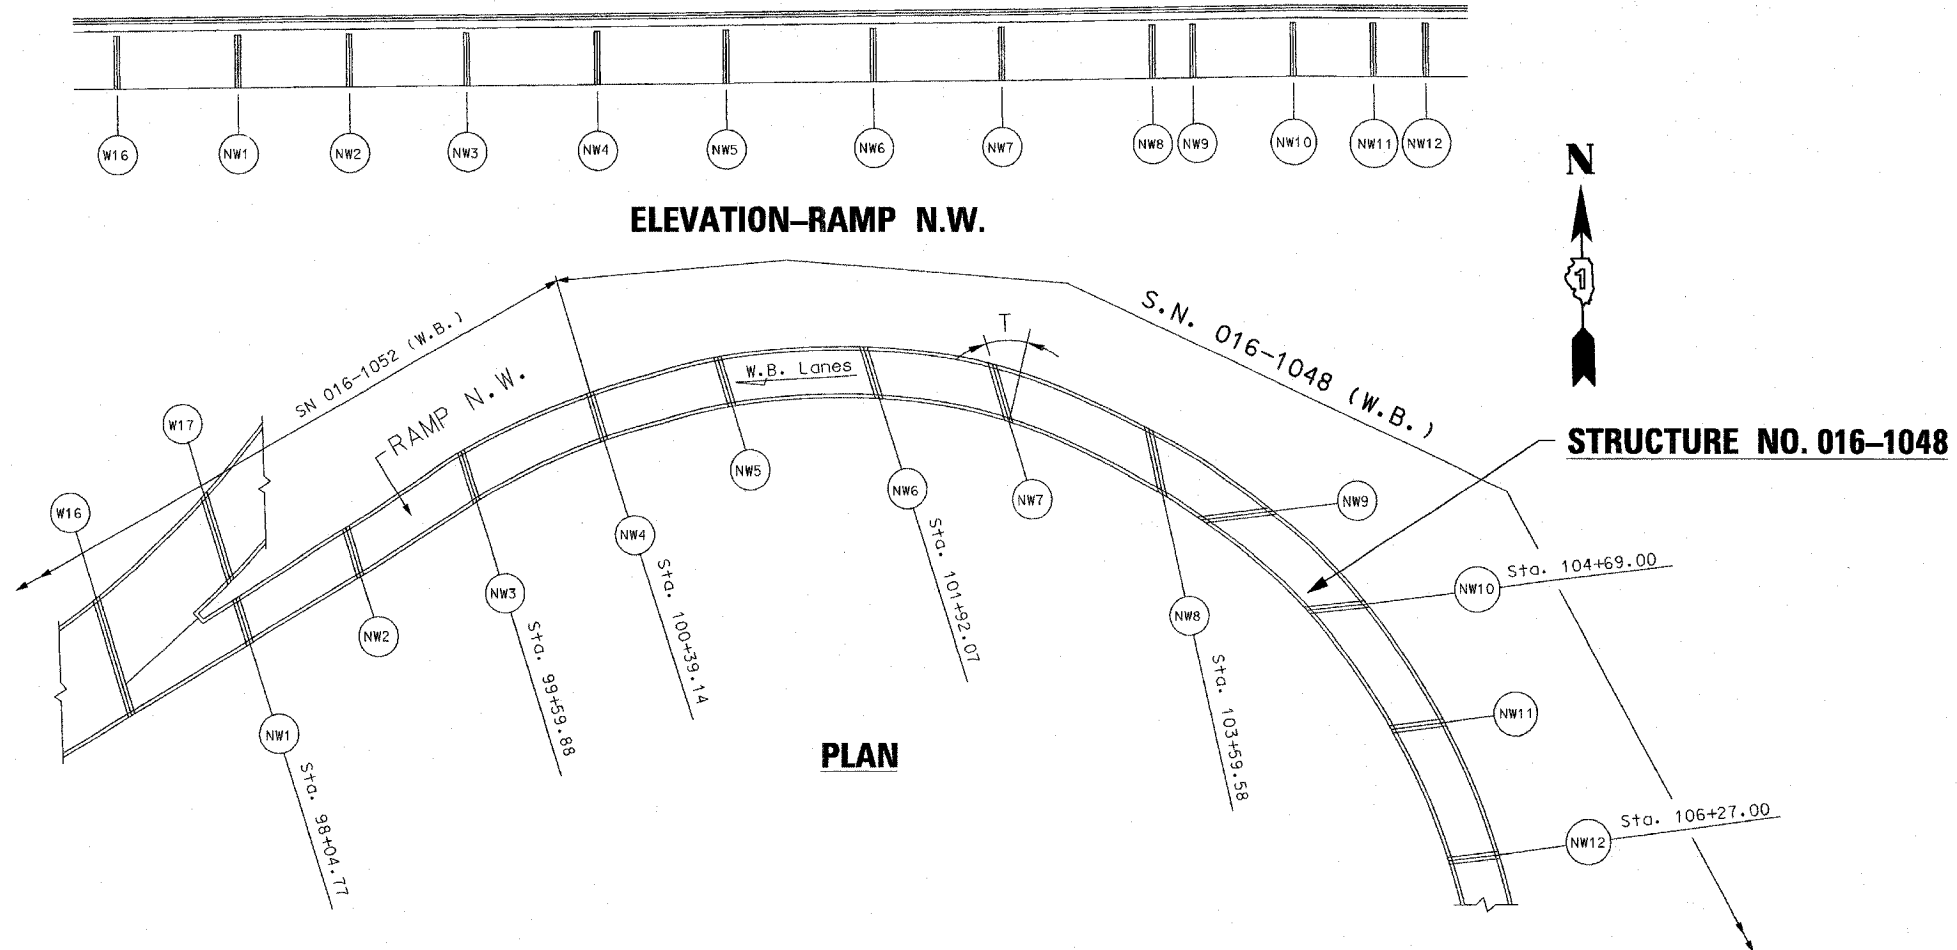 W16
NW1
NW2
NW3
NW4
NW5
NW6
NW7
NW8
NW9
NW10
NW11
NW12
ELEVATION–RAMP N.W.
N
1
SN 016-1052 (W.B.)
S.N. 016-1048 (W.B.)
T
W.B. Lanes
RAMP N.W.
STRUCTURE NO. 016–1048
W17
W16
NW1
Sta. 98+04.77
NW2
NW3
Sta. 99+59.88
NW4
Sta. 100+39.14
NW5
NW6
Sta. 101+92.07
NW7
NW8
Sta. 103+59.58
NW9
NW10
Sta. 104+69.00
NW11
NW12
Sta. 106+27.00
PLAN